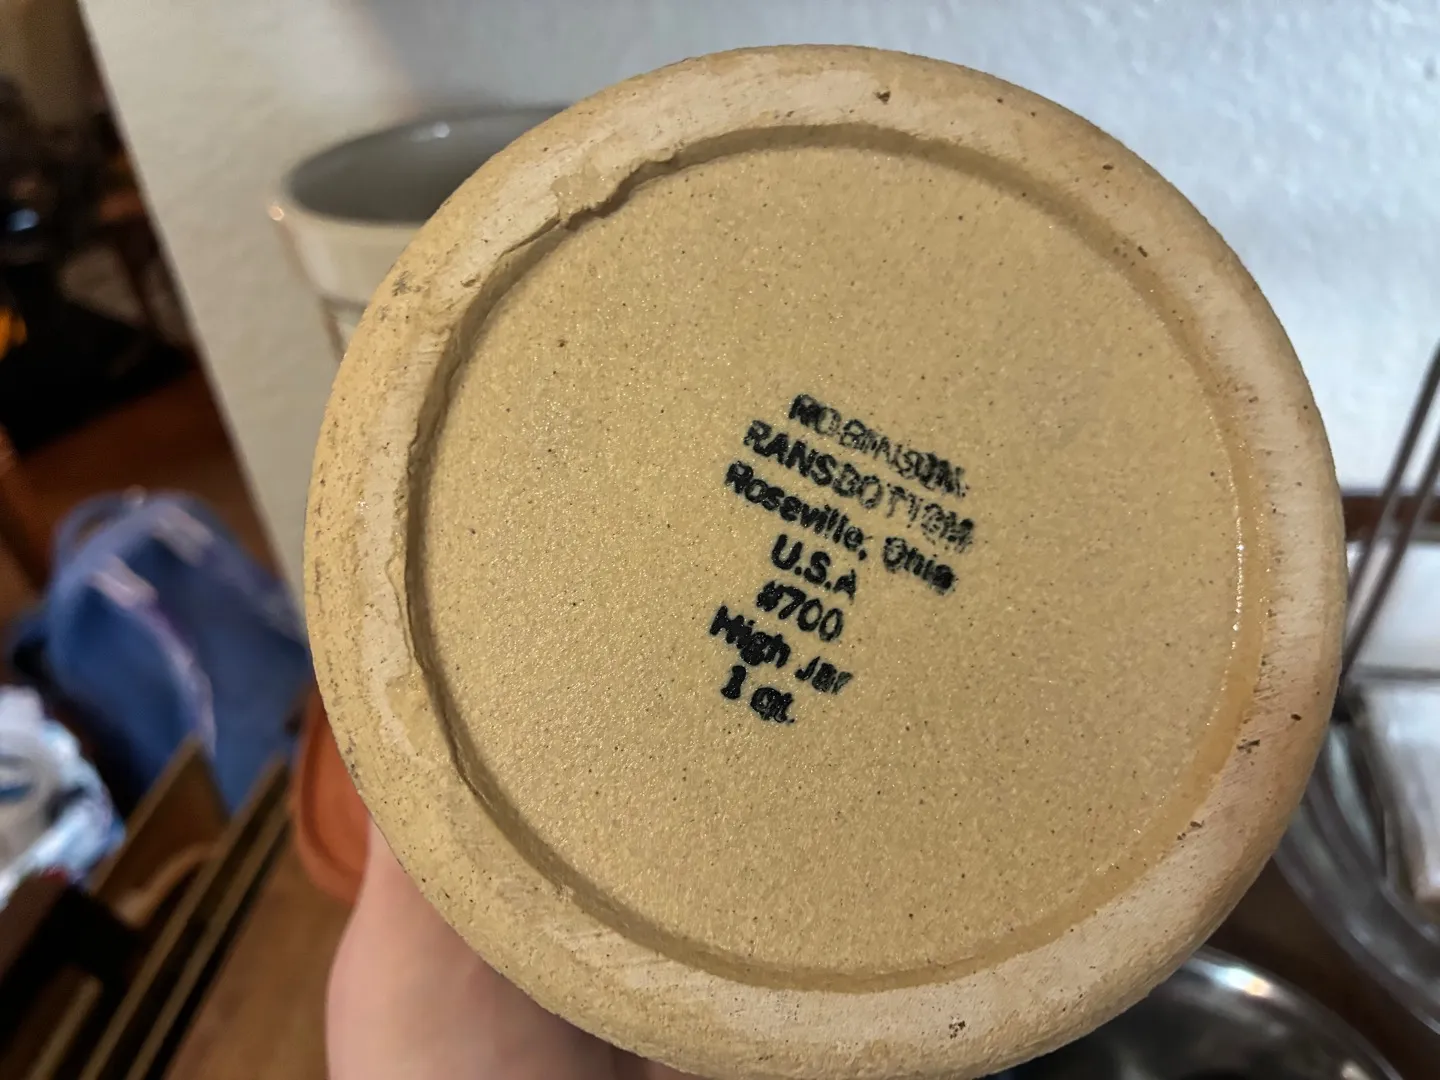 ROBINSON
RANSBOTTOM
Roseville, Ohio
U.S.A
#700
High Jar
1 Qt.